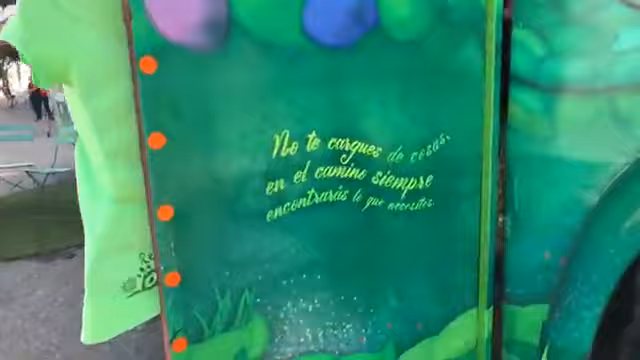 No te cargues de cosas,
en el camino siempre
encontrarás lo que necesites.